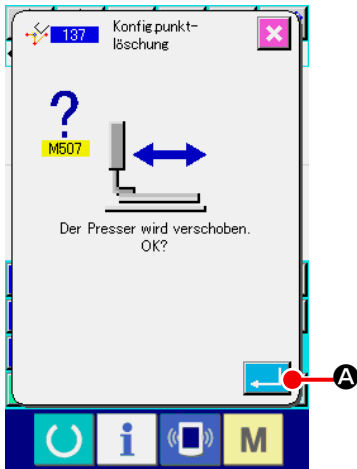 137
Konfig punkt-
löschung
?
M507
Der Presser wird verschoben.
OK?
A
i
M